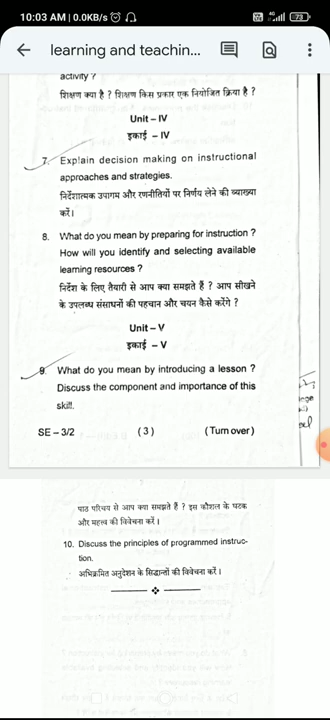 10:03 AM | 0.0KB/s
4G
73
learning and teachin...
activity ?
शिक्षण क्या है ? शिक्षण किस प्रकार एक नियोजित क्रिया है ?
Unit – IV
इकाई – IV
7. Explain decision making on instructional
approaches and strategies.
निर्देशात्मक उपागम और रणनीतियों पर निर्णय लेने की व्याख्या
करें।
8. What do you mean by preparing for instruction ?
How will you identify and selecting available
learning resources ?
निर्देश के लिए तैयारी से आप क्या समझते हैं ? आप सीखने
के उपलब्ध संसाधनों की पहचान और चयन कैसे करेंगे ?
Unit – V
इकाई – V
9. What do you mean by introducing a lesson ?
Discuss the component and importance of this
skill.
SE – 3/2 ( 3 ) ( Turn over )
पाठ परिचय से आप क्या समझते हैं ? इस कौशल के घटक
और महत्व की विवेचना करें।
10. Discuss the principles of programmed instruc-
tion.
अभिक्रमित अनुदेशन के सिद्धान्तों की विवेचना करें।